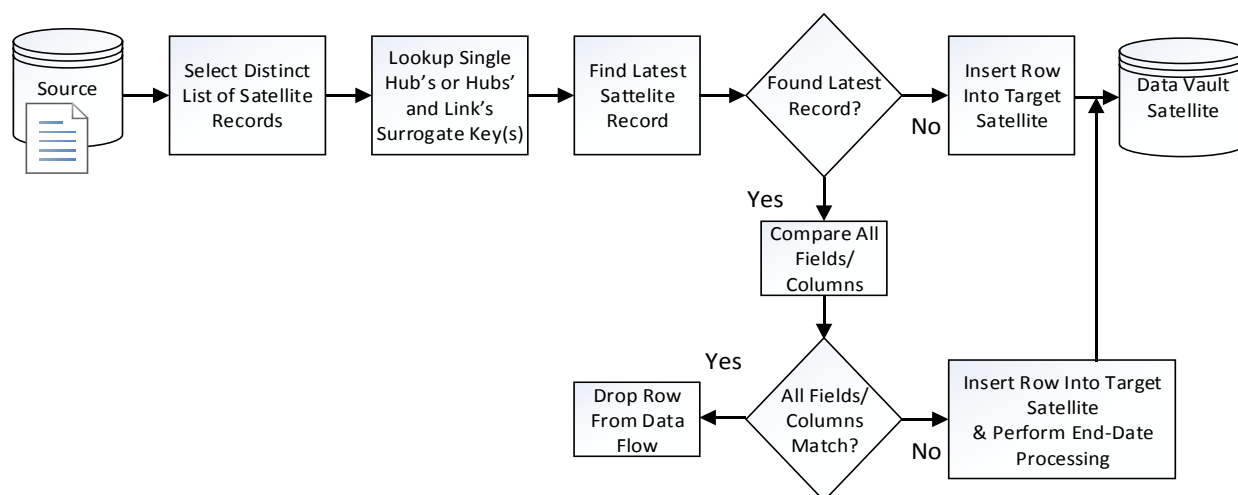 Source
Select Distinct
List of Satellite
Records
Lookup Single
Hub's or Hubs'
and Link's
Surrogate Key(s)
Find Latest
Sattelite
Record
Found Latest
Record?
No
Insert Row
Into Target
Satellite
Data Vault
Satellite
Yes
Compare All
Fields/
Columns
All Fields/
Columns
Match?
Yes
Drop Row
From Data
Flow
No
Insert Row Into Target
Satellite
& Perform End-Date
Processing